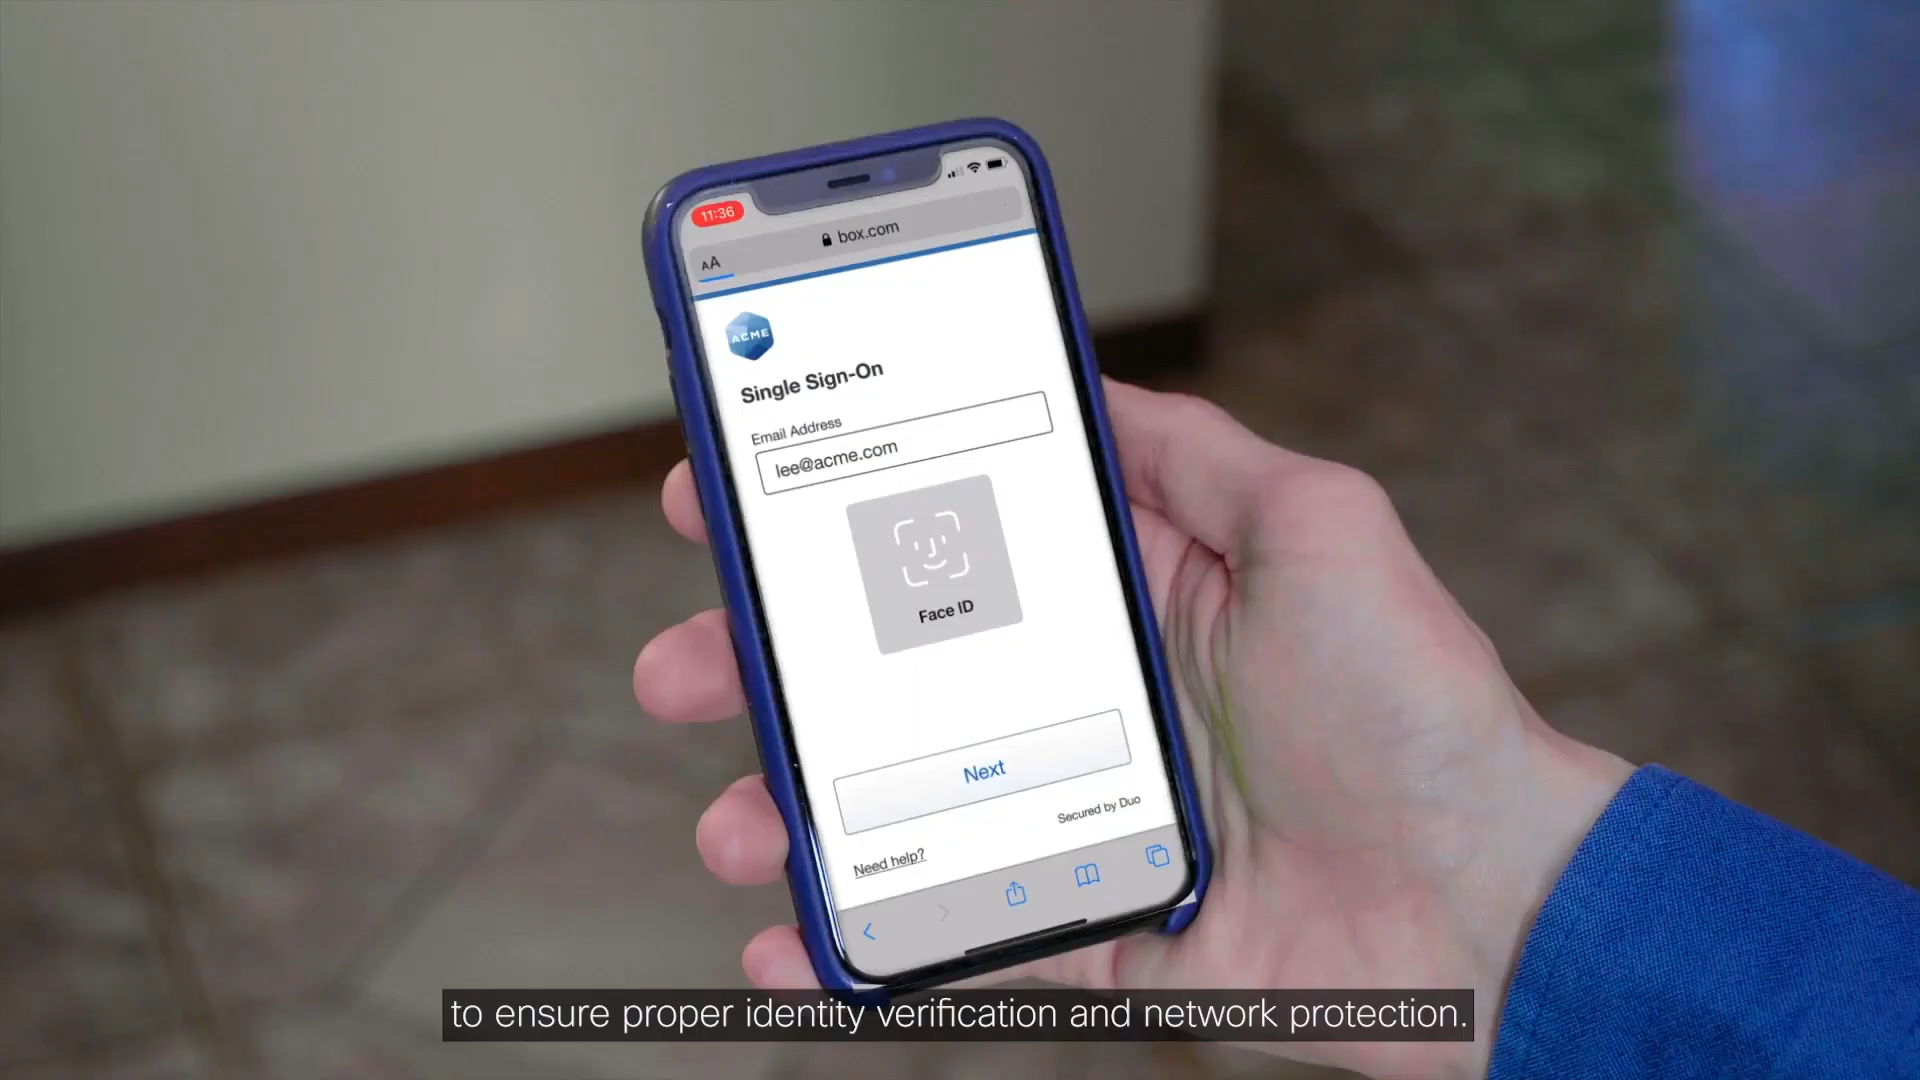 11:36
box.com
AA
ACME
Single Sign-On
Email Address
lee@acme.com
Face ID
Next
Secured by Duo
Need help?
to ensure proper identity verification and network protection.